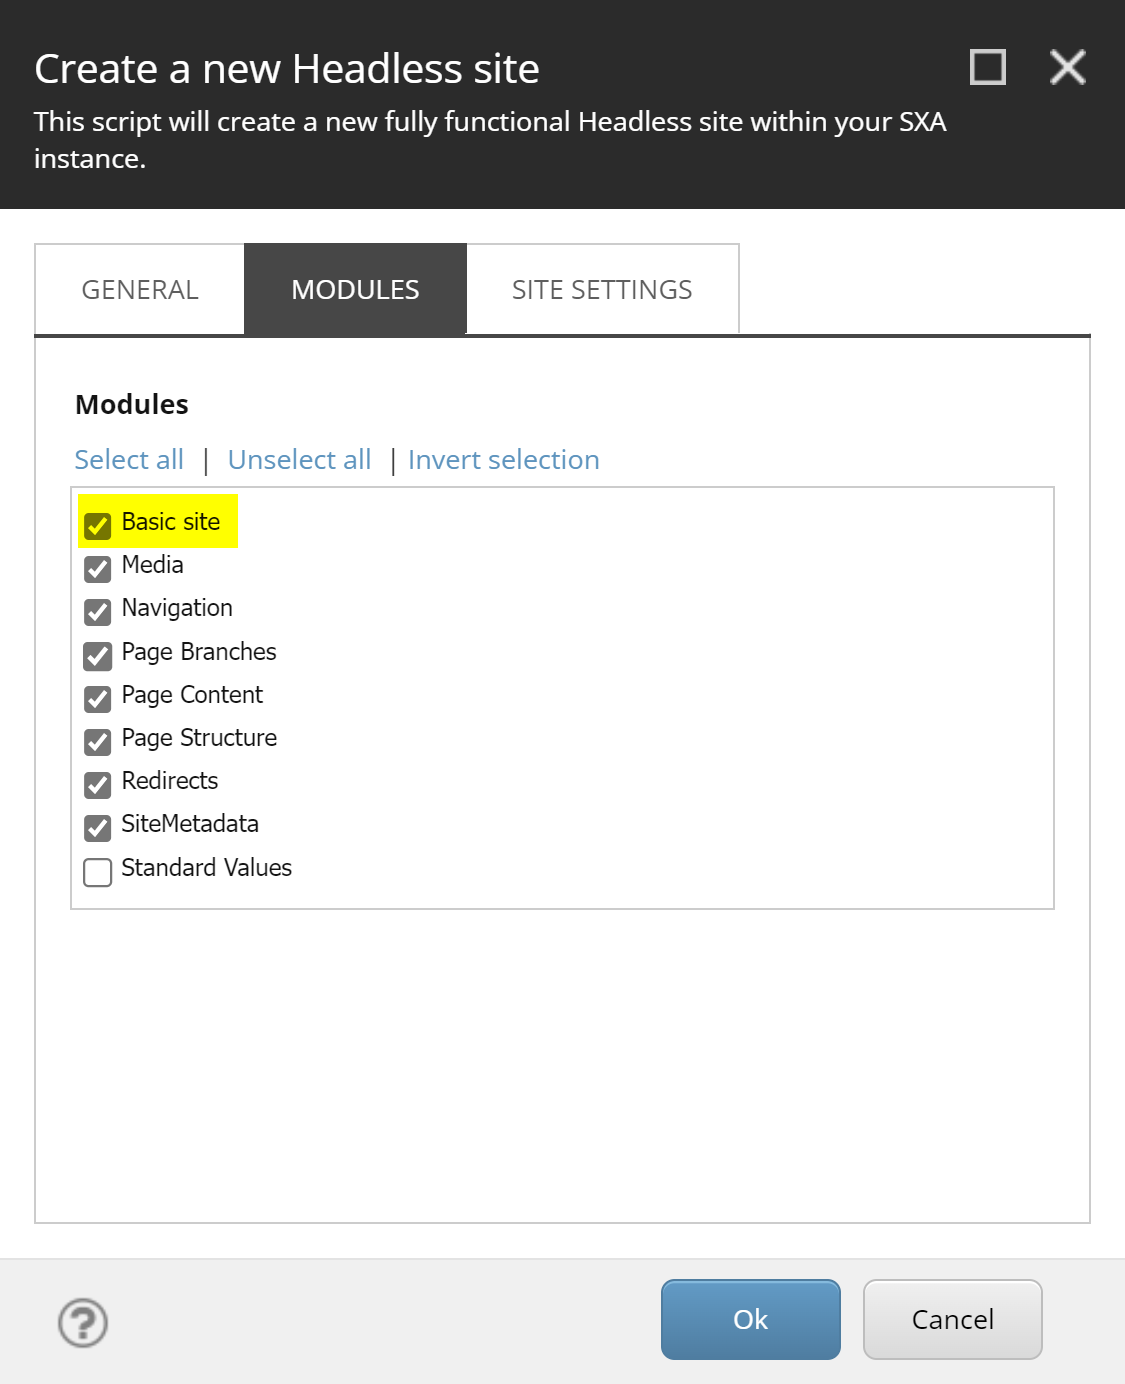 Create a new Headless site
This script will create a new fully functional Headless site within your SXA
instance.
GENERAL MODULES SITE SETTINGS
Modules
Select all | Unselect all | Invert selection
Basic site
Media
Navigation
Page Branches
Page Content
Page Structure
Redirects
SiteMetadata
Standard Values
? Ok Cancel